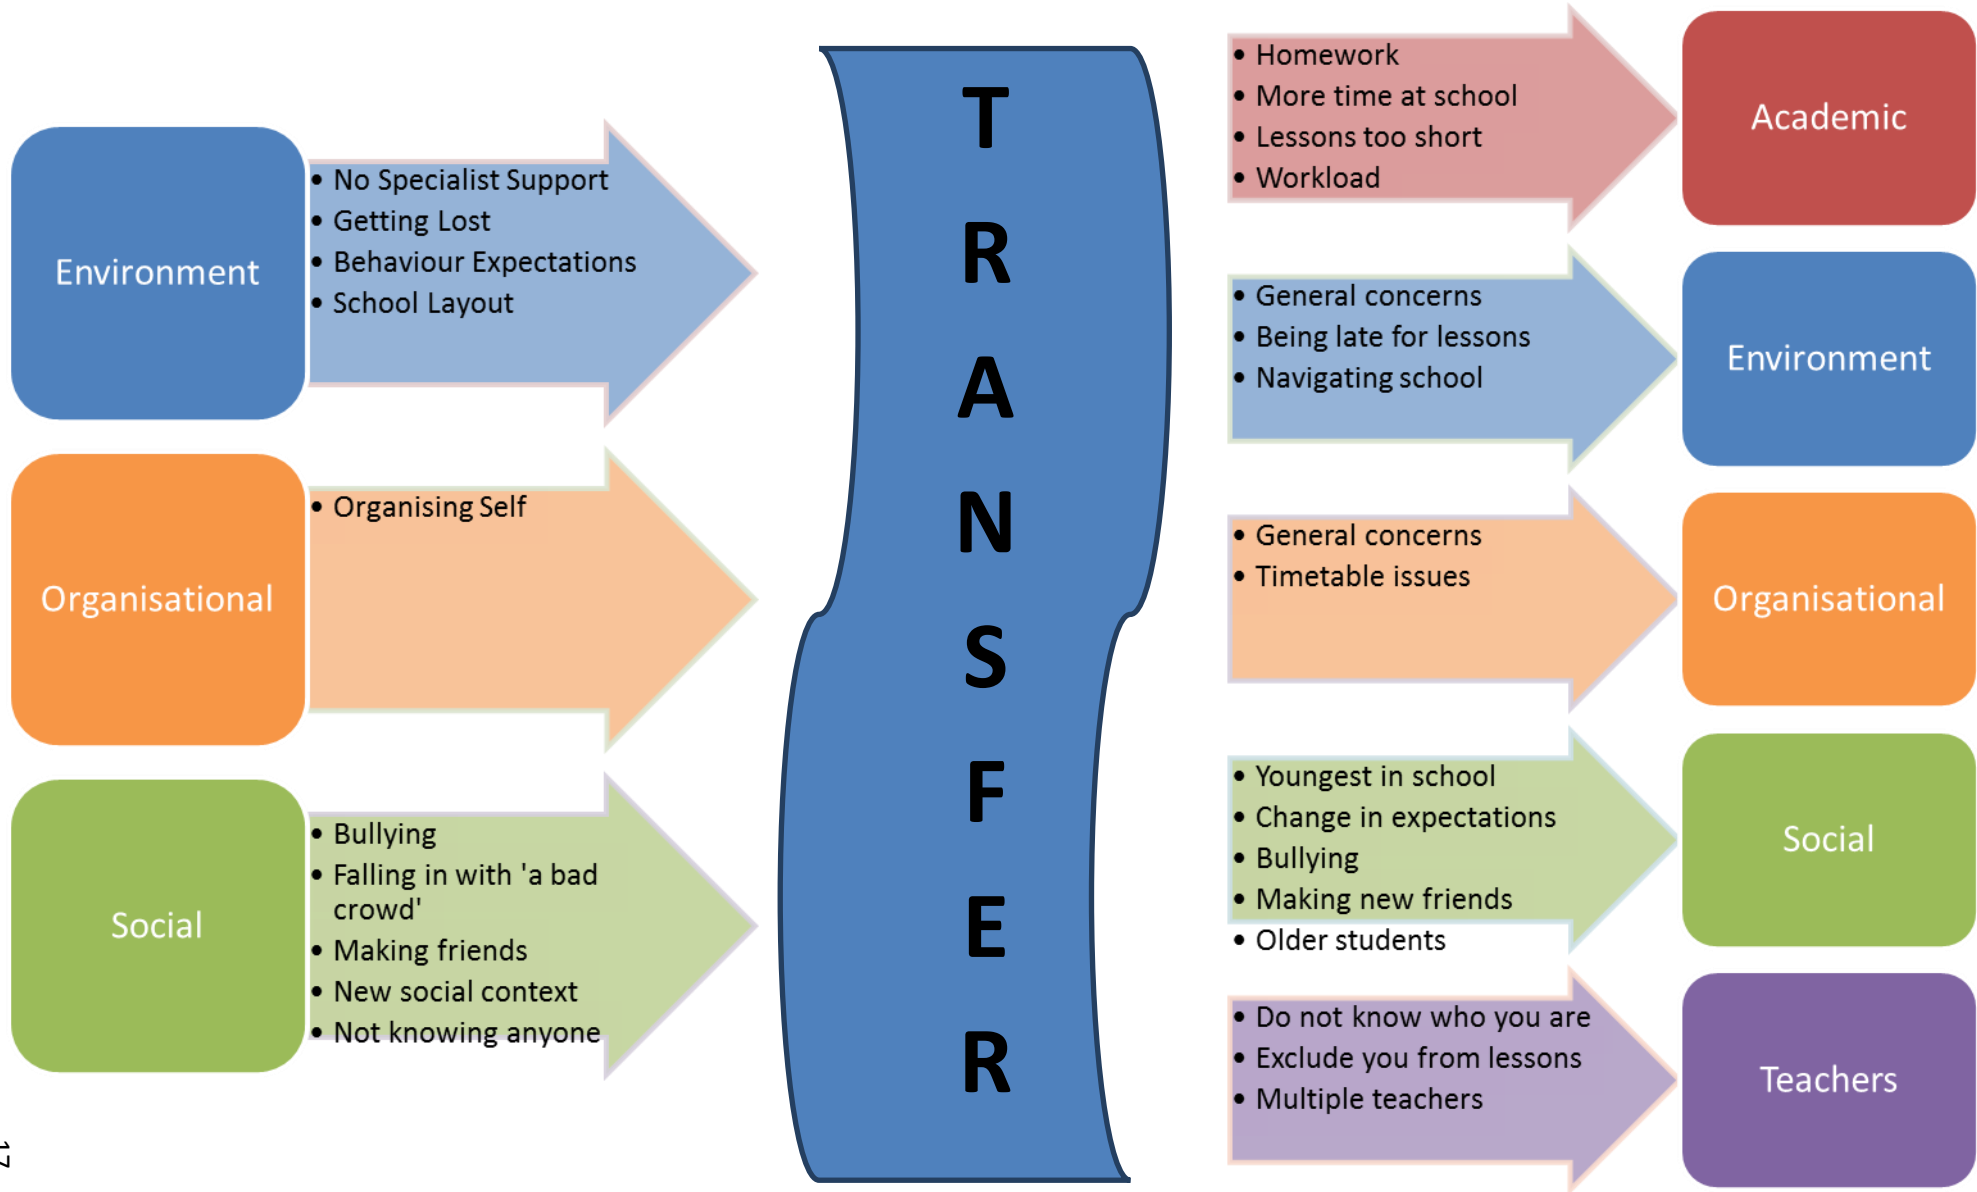 Environment
• No Specialist Support
• Getting Lost
• Behaviour Expectations
• School Layout
Organisational
• Organising Self
Social
• Bullying
• Falling in with 'a bad
crowd'
• Making friends
• New social context
• Not knowing anyone
T
R
A
N
S
F
E
R
• Homework
• More time at school
• Lessons too short
• Workload
Academic
• General concerns
• Being late for lessons
• Navigating school
Environment
• General concerns
• Timetable issues
Organisational
• Youngest in school
• Change in expectations
• Bullying
• Making new friends
• Older students
Social
• Do not know who you are
• Exclude you from lessons
• Multiple teachers
Teachers